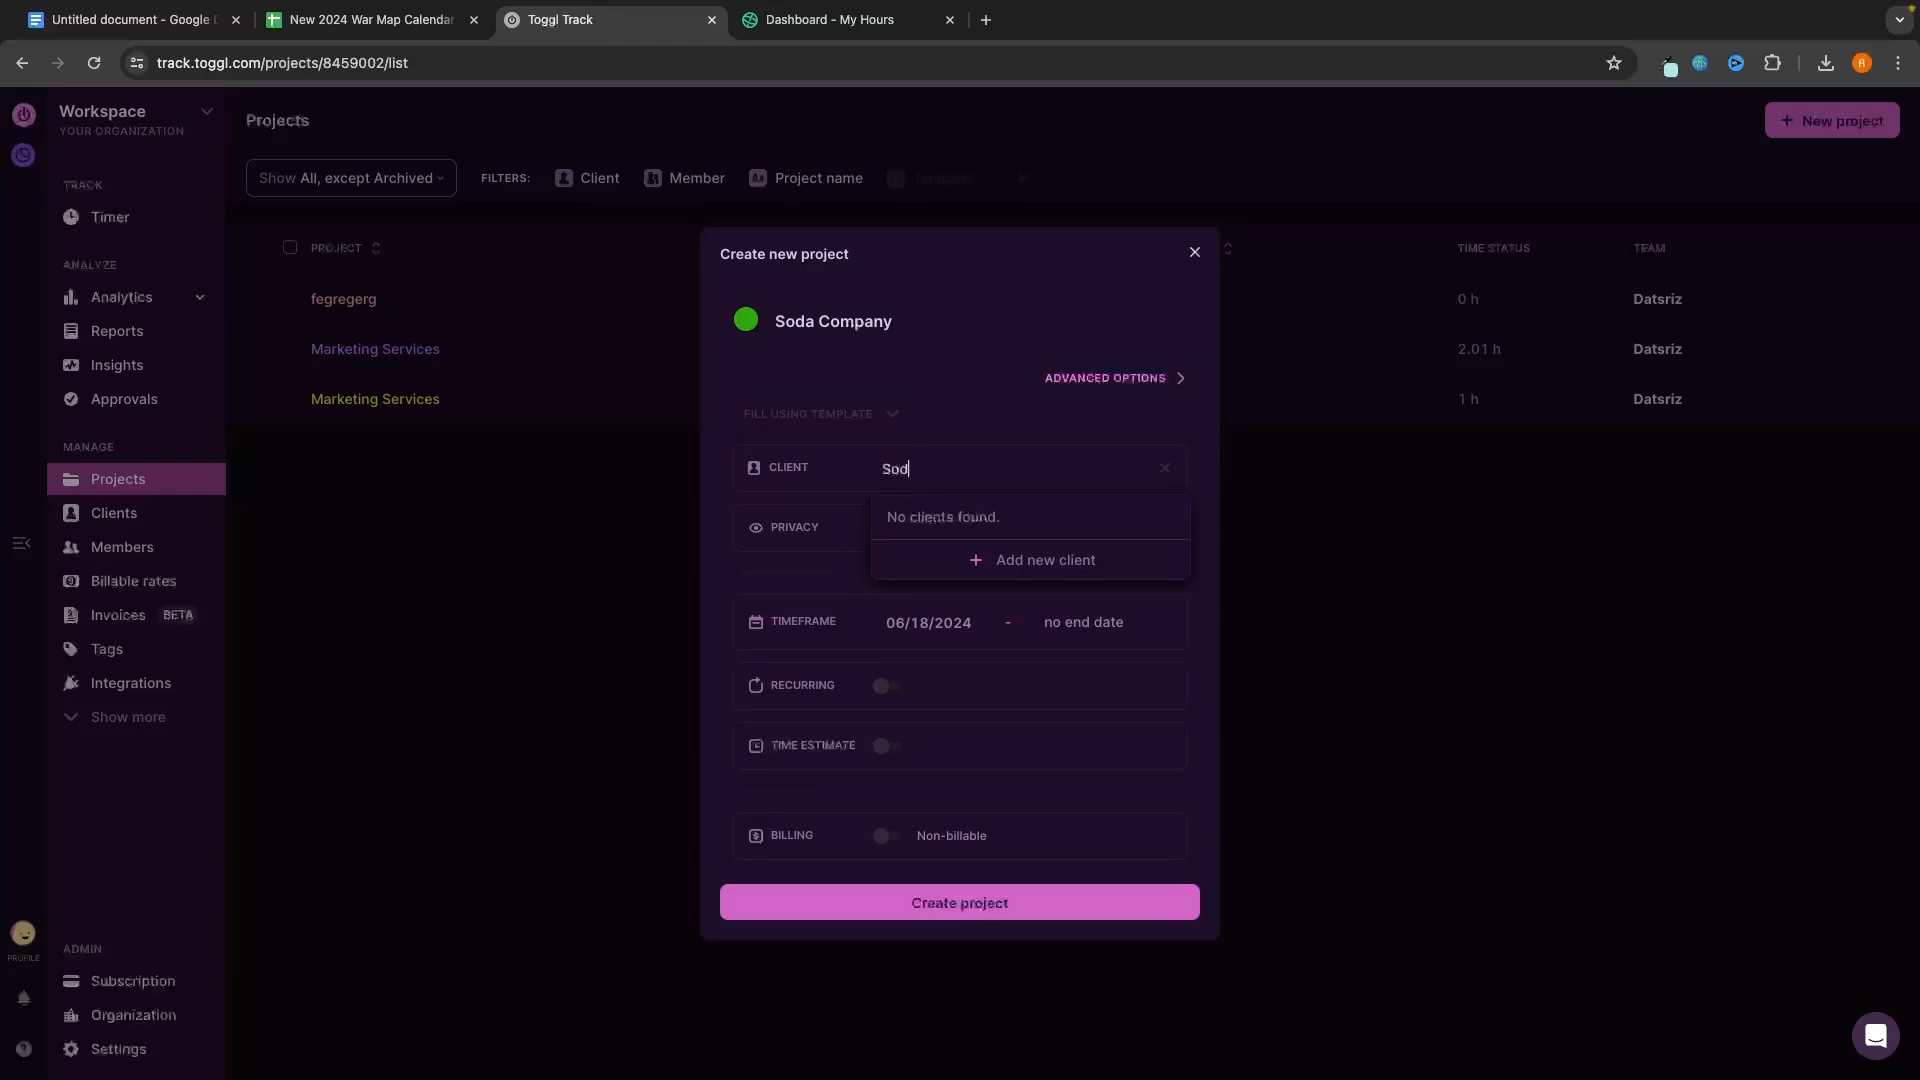 Untitled document - Google
New 2024 War Map Calendar
Toggl Track
Dashboard - My Hours
track.toggl.com/projects/8459002/list
R
Workspace
YOUR ORGANIZATION
Projects
+ New project
Show All, except Archived
FILTERS:
Client
Member
Project name
Template
TRACK
Timer
ANALYZE
Analytics
Reports
Insights
Approvals
MANAGE
Projects
Clients
Members
Billable rates
Invoices BETA
Tags
Integrations
Show more
PROFILE
ADMIN
Subscription
Organization
Settings
PROJECT
TIME STATUS
TEAM
fegregerg
0 h
Datsriz
Marketing Services
2.01 h
Datsriz
Marketing Services
1 h
Datsriz
Create new project
Soda Company
ADVANCED OPTIONS
FILL USING TEMPLATE
CLIENT
Sod
No clients found.
+ Add new client
PRIVACY
TIMEFRAME
06/18/2024 - no end date
RECURRING
TIME ESTIMATE
BILLING
Non-billable
Create project